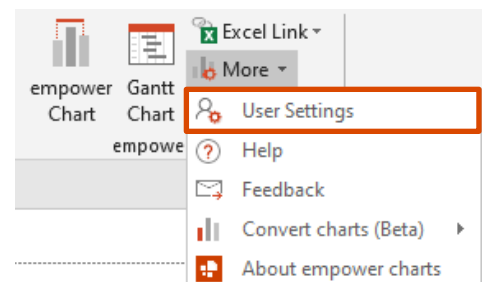 Excel Link
More
empower Gantt
Chart Chart
empowe
User Settings
?
Help
Feedback
Convert charts (Beta)
About empower charts